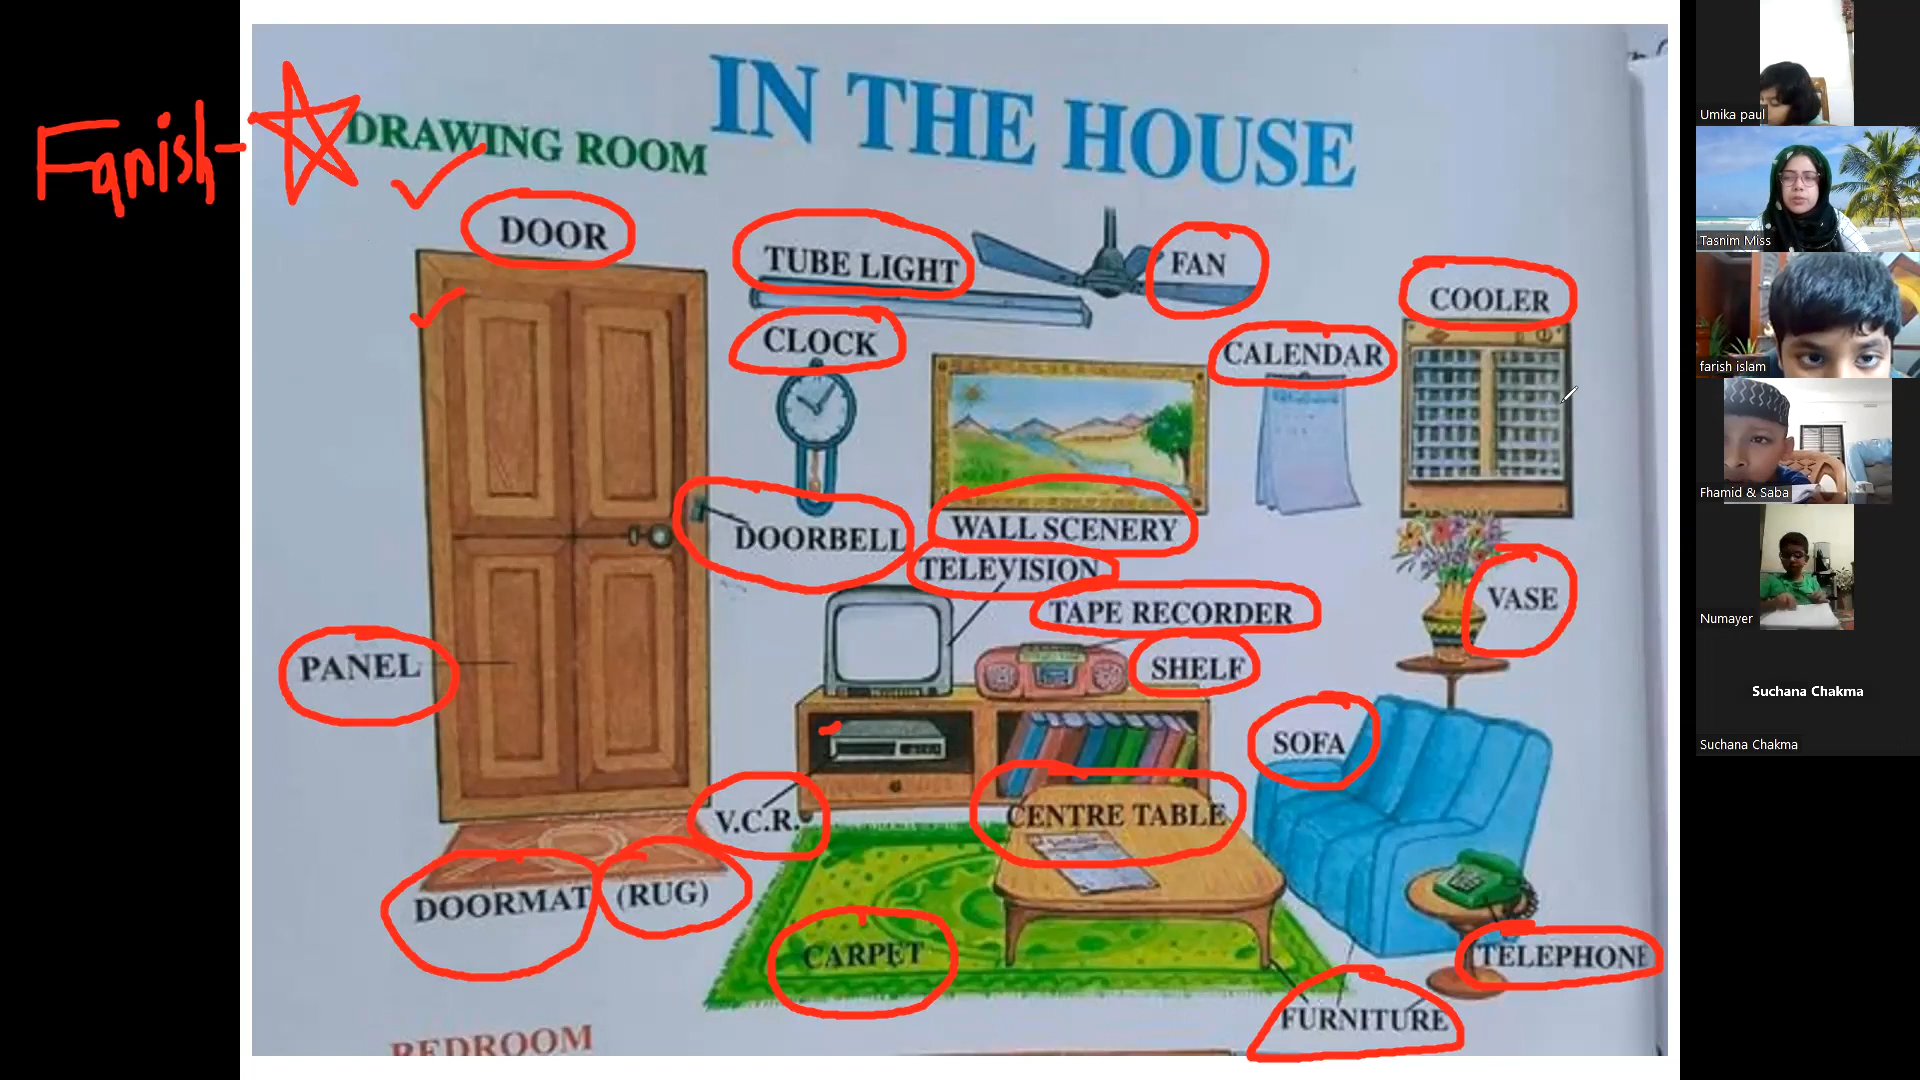 IN THE HOUSE
Farish-
DRAWING ROOM
DOOR
TUBE LIGHT
FAN
COOLER
CLOCK
CALENDAR
DOORBELL
WALL SCENERY
TELEVISION
TAPE RECORDER
VASE
PANEL
SHELF
SOFA
V.C.R.
CENTRE TABLE
DOORMAT (RUG)
CARPET
TELEPHONE
FURNITURE
BEDROOM
Umika paul
Tasnim Miss
farish islam
Fhamid & Saba
Numayer
Suchana Chakma
Suchana Chakma